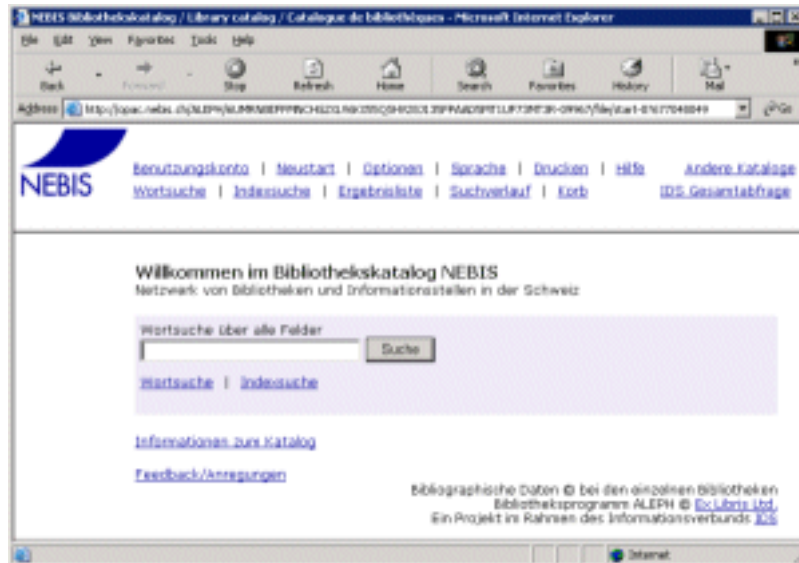 NEBIS Bibliothekskatalog / Library catalog / Catalogue de bibliothèques - Microsoft Internet Explorer
File Edit View Favorites Tools Help
Back Forward Stop Refresh Home Search Favorites History Mail
Address Go
NEBIS
Benutzungskonto | Neustart | Optionen | Sprache | Drucken | Hilfe Andere Kataloge
Wortsuche | Indexsuche | Ergebnisliste | Suchverlauf | Korb IDS Gesamtabfrage
Willkommen im Bibliothekskatalog NEBIS
Netzwerk von Bibliotheken und Informationsstellen in der Schweiz
Wortsuche über alle Felder
Suche
Wortsuche | Indexsuche
Informationen zum Katalog
Feedback/Anregungen
Bibliographische Daten © bei den einzelnen Bibliotheken
Bibliotheksprogramm ALEPH © Ex Libris Ltd.
Ein Projekt im Rahmen des Informationsverbunds IDS
Internet